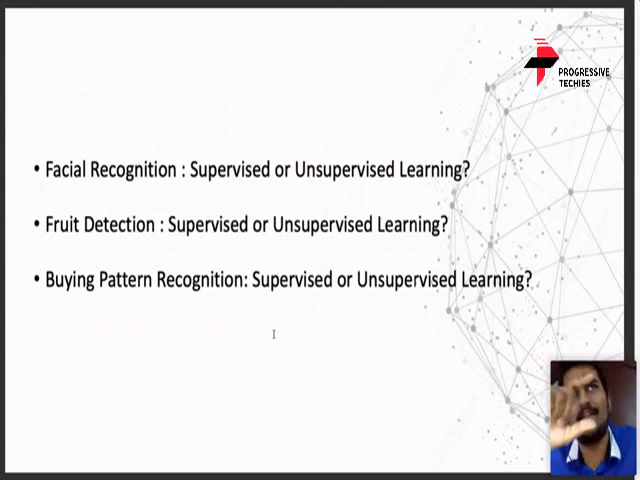 PROGRESSIVE
TECHIES
• Facial Recognition : Supervised or Unsupervised Learning?
• Fruit Detection : Supervised or Unsupervised Learning?
• Buying Pattern Recognition: Supervised or Unsupervised Learning?